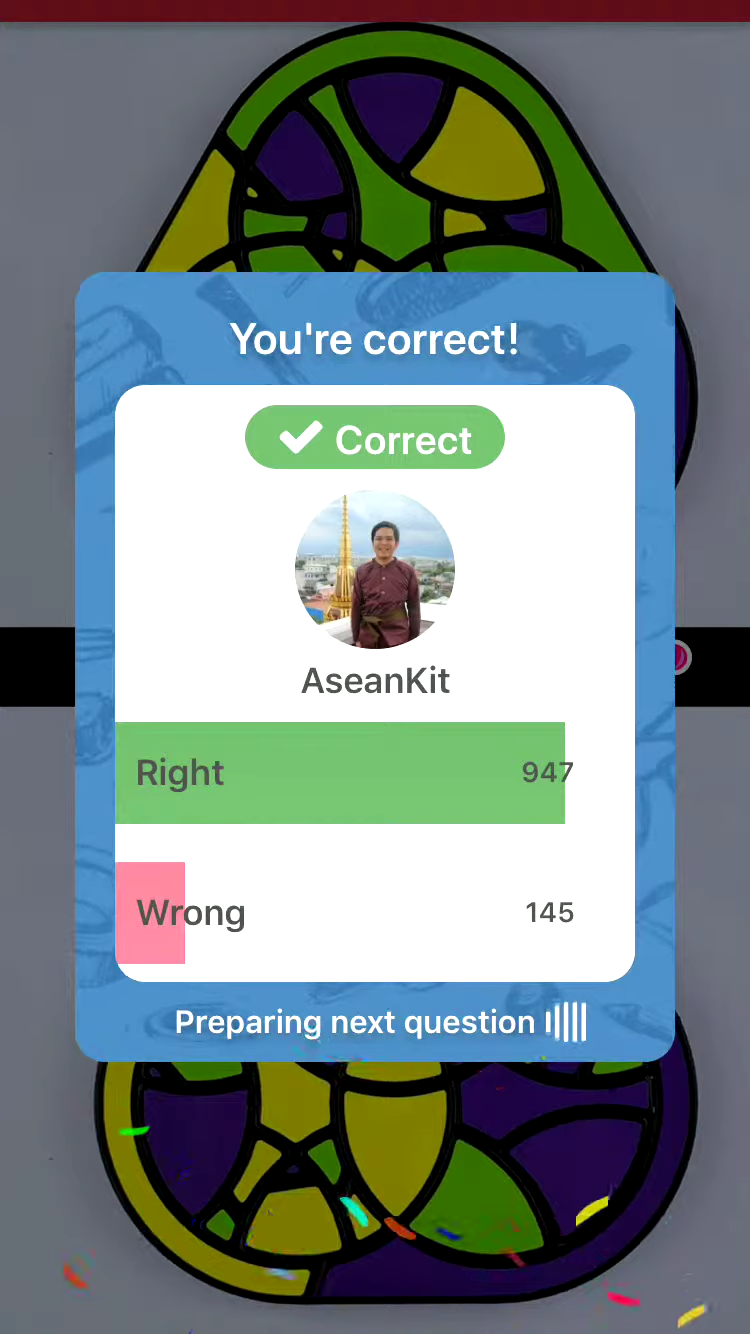 You're correct!
Correct
AseanKit
Right 947
Wrong 145
Preparing next question